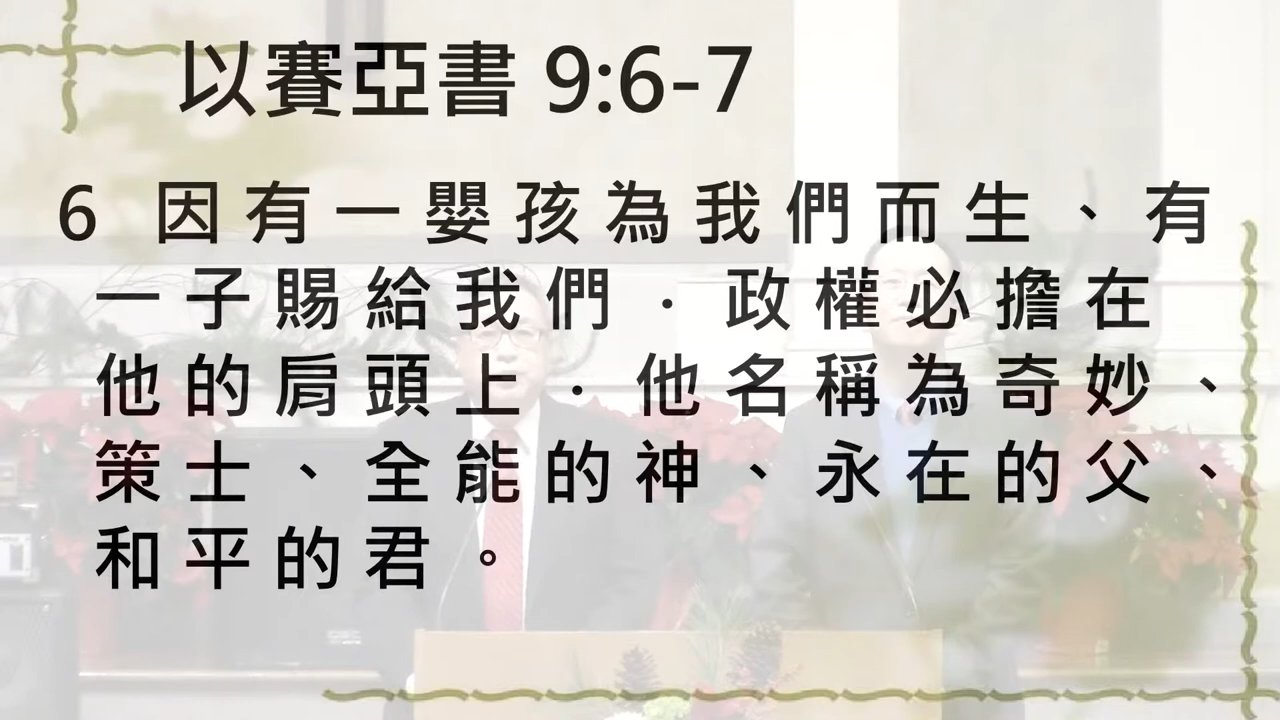 以賽亞書 9:6-7
6 因有一嬰孩為我們而生、有
一子賜給我們．政權必擔在
他的肩頭上．他名稱為奇妙、
策士、全能的神、永在的父、
和平的君。